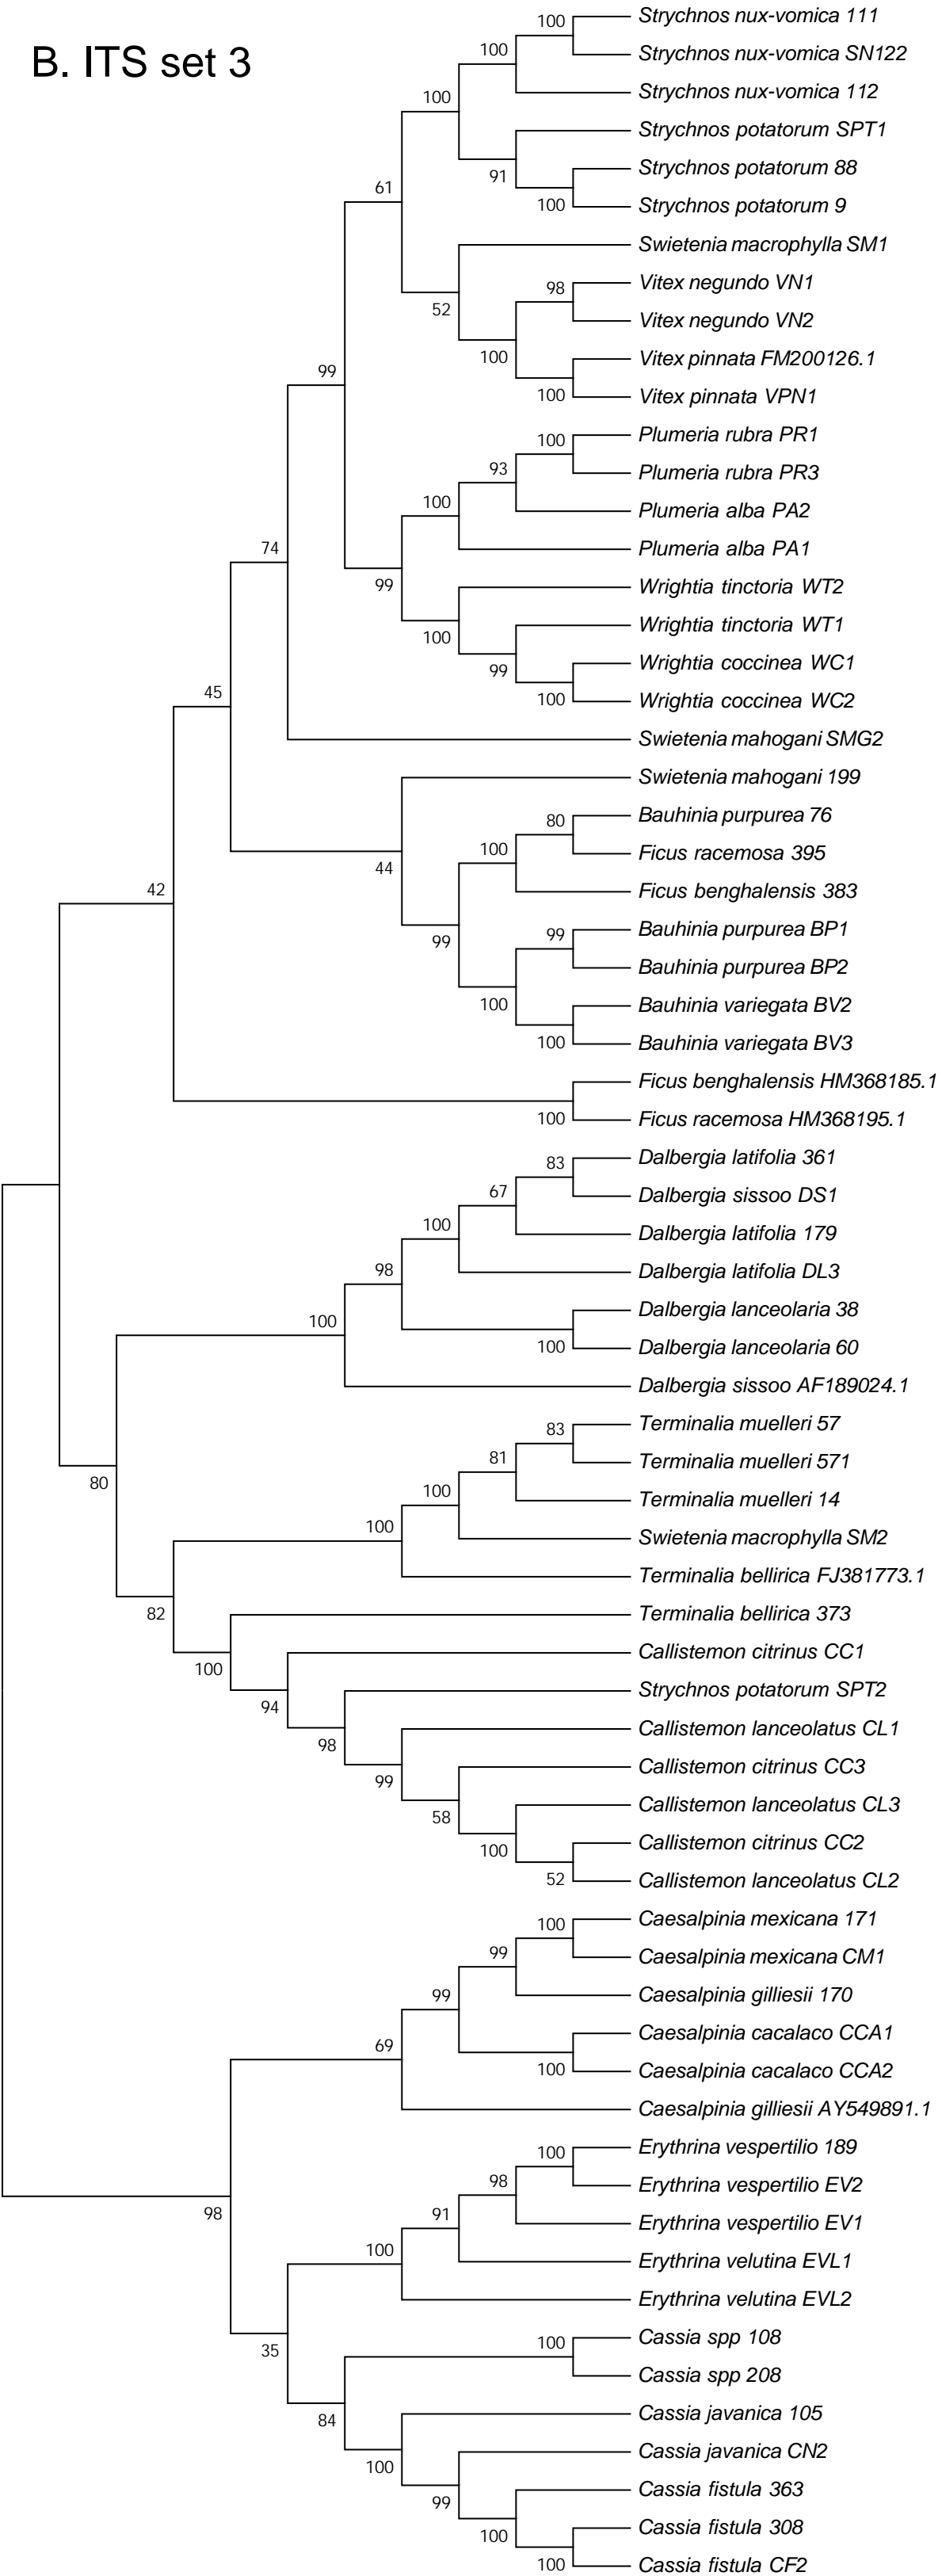 B. ITS set 3
100
Strychnos nux-vomica 111
Strychnos nux-vomica SN122
100
Strychnos nux-vomica 112
100
Strychnos potatorum SPT1
91
Strychnos potatorum 88
100
Strychnos potatorum 9
61
Swietenia macrophylla SM1
52
98
Vitex negundo VN1
Vitex negundo VN2
100
Vitex pinnata FM200126.1
100
Vitex pinnata VPN1
99
100
Plumeria rubra PR1
93
Plumeria rubra PR3
100
Plumeria alba PA2
74
Plumeria alba PA1
99
Wrightia tinctoria WT2
100
Wrightia tinctoria WT1
99
Wrightia coccinea WC1
45
100
Wrightia coccinea WC2
Swietenia mahogani SMG2
Swietenia mahogani 199
80
Bauhinia purpurea 76
100
Ficus racemosa 395
44
42
Ficus benghalensis 383
99
99
Bauhinia purpurea BP1
Bauhinia purpurea BP2
100
Bauhinia variegata BV2
100
Bauhinia variegata BV3
Ficus benghalensis HM368185.1
100
Ficus racemosa HM368195.1
83
Dalbergia latifolia 361
67
Dalbergia sissoo DS1
100
Dalbergia latifolia 179
98
Dalbergia latifolia DL3
100
Dalbergia lanceolaria 38
100
Dalbergia lanceolaria 60
Dalbergia sissoo AF189024.1
83
Terminalia muelleri 57
81
Terminalia muelleri 571
80
100
Terminalia muelleri 14
100
Swietenia macrophylla SM2
Terminalia bellirica FJ381773.1
82
Terminalia bellirica 373
100
Callistemon citrinus CC1
94
Strychnos potatorum SPT2
98
Callistemon lanceolatus CL1
99
Callistemon citrinus CC3
58
Callistemon lanceolatus CL3
100
Callistemon citrinus CC2
52
Callistemon lanceolatus CL2
100
Caesalpinia mexicana 171
99
Caesalpinia mexicana CM1
99
Caesalpinia gilliesii 170
69
Caesalpinia cacalaco CCA1
100
Caesalpinia cacalaco CCA2
Caesalpinia gilliesii AY549891.1
100
Erythrina vespertilio 189
98
Erythrina vespertilio EV2
98
91
Erythrina vespertilio EV1
100
Erythrina velutina EVL1
Erythrina velutina EVL2
35
100
Cassia spp 108
Cassia spp 208
84
Cassia javanica 105
100
Cassia javanica CN2
99
Cassia fistula 363
100
Cassia fistula 308
100
Cassia fistula CF2